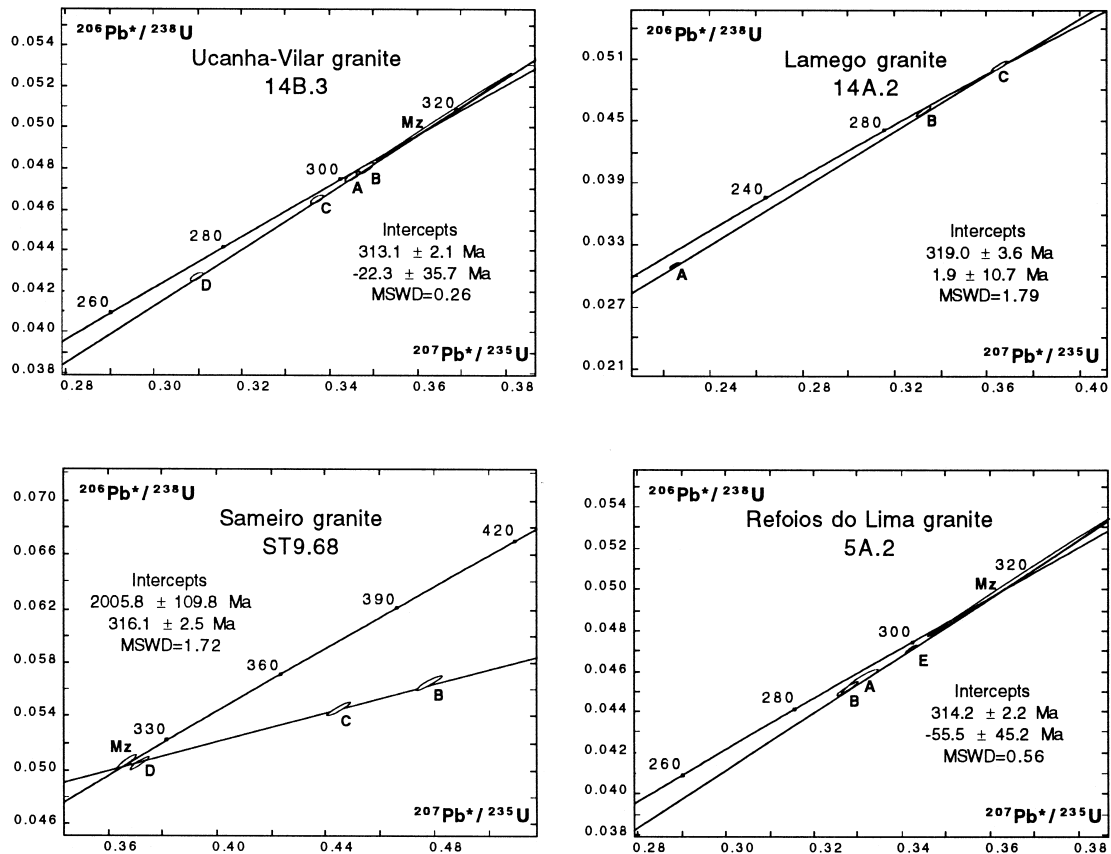 ²⁰⁶Pb*/²³⁸U
Ucanha-Vilar granite
14B.3
0.054
0.052
0.050
0.048
0.046
0.044
0.042
0.040
0.038
320
Mz
300
A
B
C
280
D
260
Intercepts
313.1 ± 2.1 Ma
-22.3 ± 35.7 Ma
MSWD=0.26
²⁰⁷Pb*/²³⁵U
0.28 0.30 0.32 0.34 0.36 0.38
²⁰⁶Pb*/²³⁸U
Lamego granite
14A.2
0.051
0.045
0.039
0.033
0.027
0.021
C
280
B
240
A
Intercepts
319.0 ± 3.6 Ma
1.9 ± 10.7 Ma
MSWD=1.79
²⁰⁷Pb*/²³⁵U
0.24 0.28 0.32 0.36 0.40
²⁰⁶Pb*/²³⁸U
Sameiro granite
ST9.68
0.070
0.066
0.062
0.058
0.054
0.050
0.046
420
390
360
330
Intercepts
2005.8 ± 109.8 Ma
316.1 ± 2.5 Ma
MSWD=1.72
B
C
Mz
D
²⁰⁷Pb*/²³⁵U
0.36 0.40 0.44 0.48
²⁰⁶Pb*/²³⁸U
Refoios do Lima granite
5A.2
0.054
0.052
0.050
0.048
0.046
0.044
0.042
0.040
0.038
320
Mz
300
E
A
B
280
260
Intercepts
314.2 ± 2.2 Ma
-55.5 ± 45.2 Ma
MSWD=0.56
²⁰⁷Pb*/²³⁵U
0.28 0.30 0.32 0.34 0.36 0.38